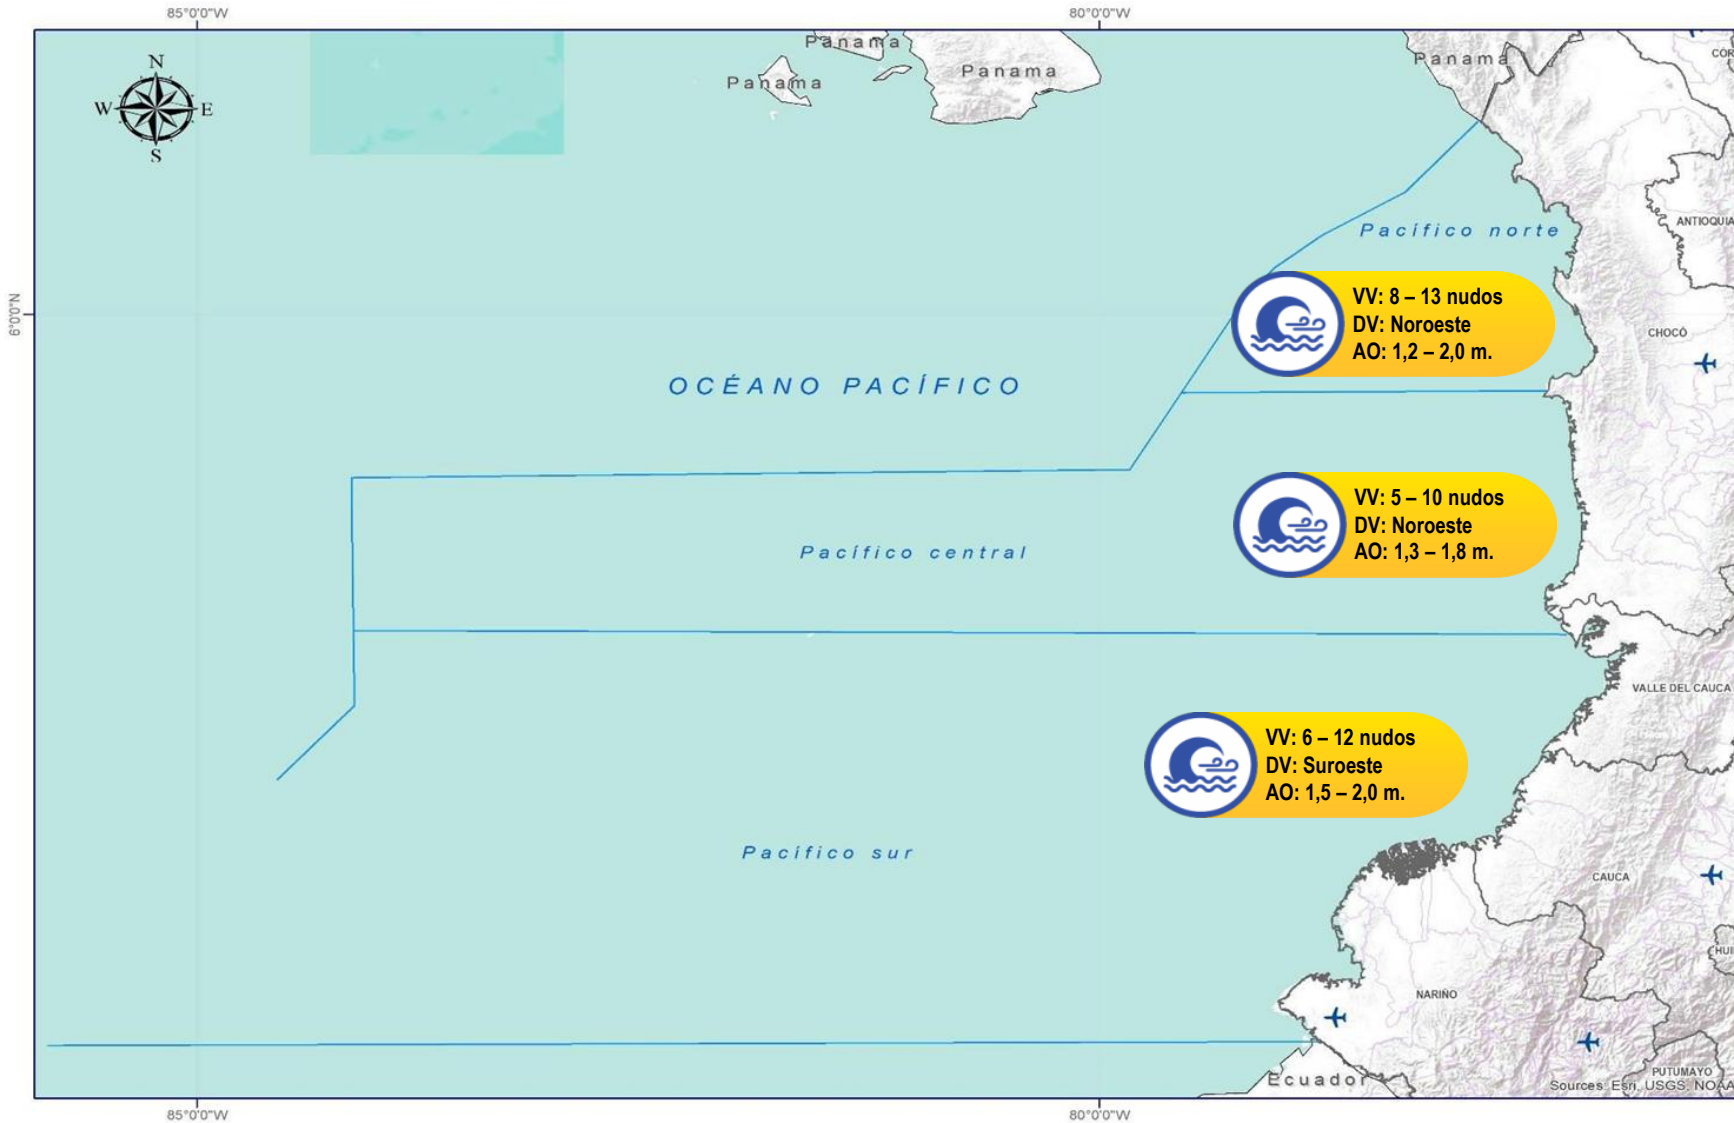 85°0'0"W
80°0'0"W
Panama
Panama
Panama
Panama
N
W E
S
ANTIOQUIA
Pacífico norte
6°0'0"N
VV: 8 – 13 nudos
DV: Noroeste
AO: 1,2 – 2,0 m.
CHOCÓ
OCÉANO PACÍFICO
VV: 5 – 10 nudos
DV: Noroeste
AO: 1,3 – 1,8 m.
Pacífico central
VALLE DEL CAUCA
VV: 6 – 12 nudos
DV: Suroeste
AO: 1,5 – 2,0 m.
Pacífico sur
CAUCA
HUI
NARIÑO
PUTUMAYO
Ecuador
Sources: Esri, USGS, NOAA
85°0'0"W
80°0'0"W